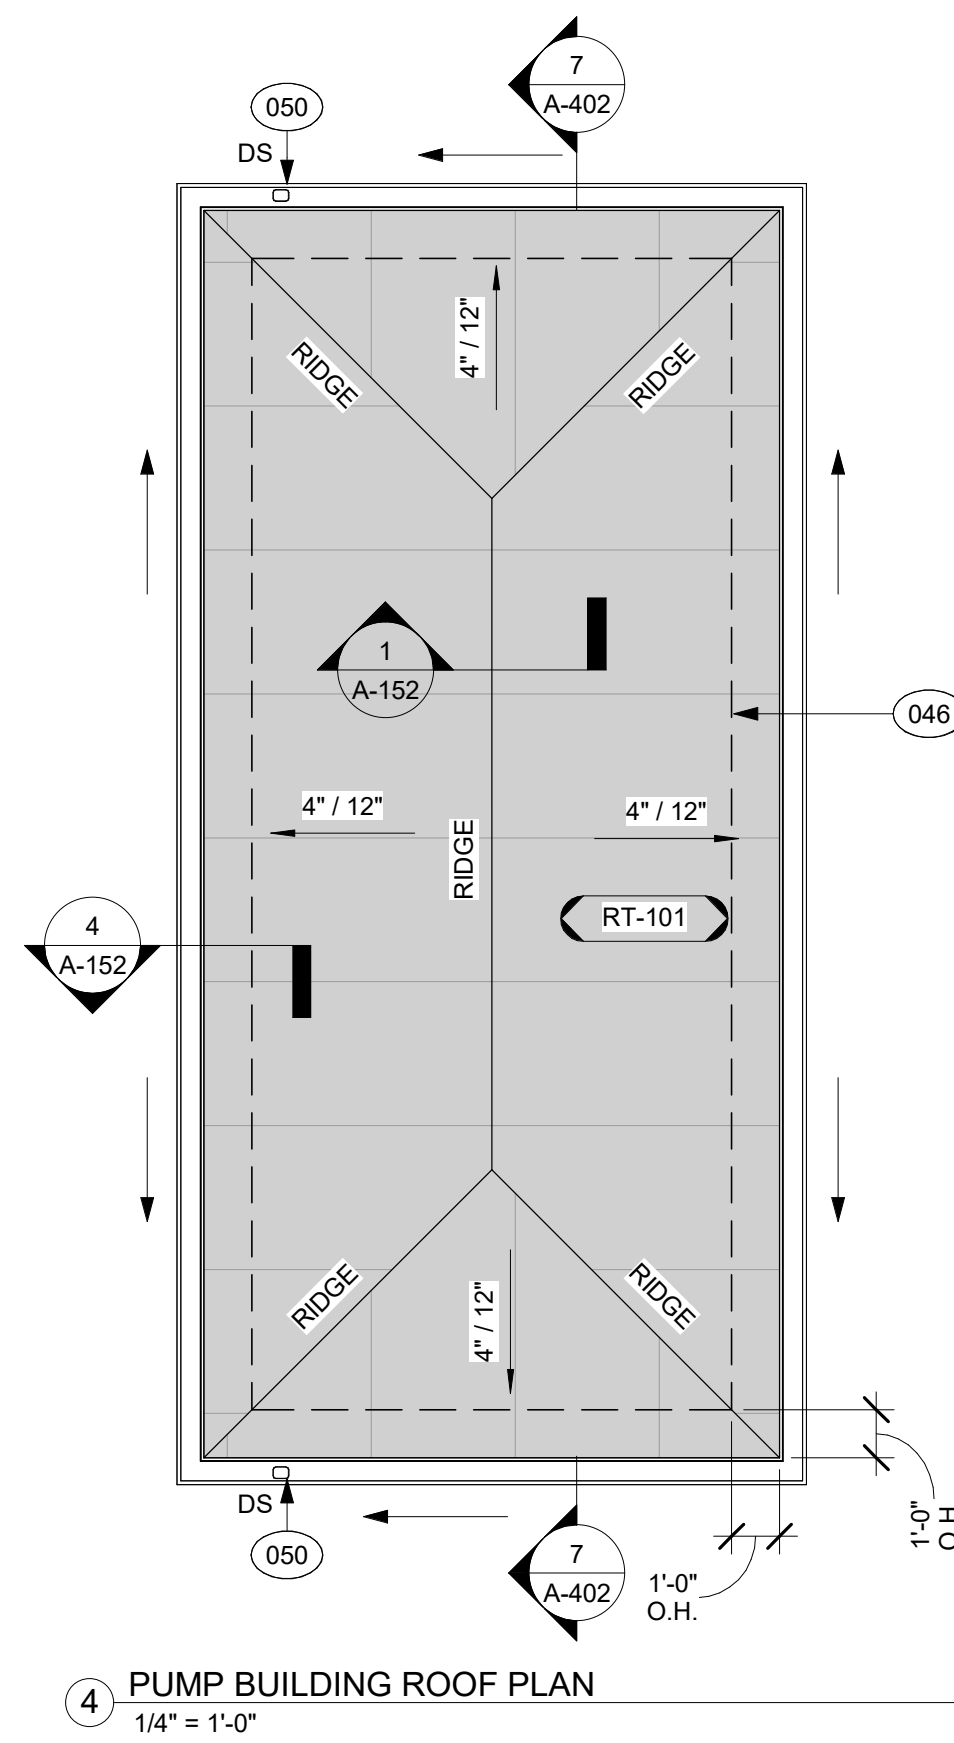 7
A-402
050
DS
4" / 12"
RIDGE
RIDGE
1
A-152
046
4" / 12"
4" / 12"
RIDGE
RT-101
4
A-152
RIDGE
RIDGE
4" / 12"
DS
050
7
A-402
1'-0"
O.H.
1'-0"
O.H
4
PUMP BUILDING ROOF PLAN
1/4" = 1'-0"